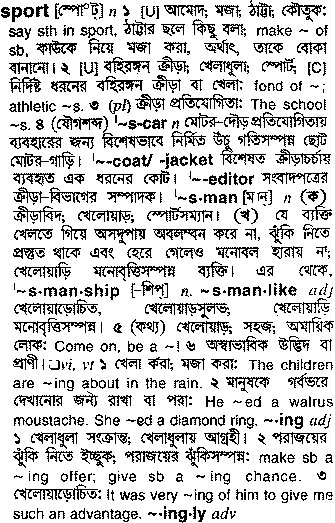 sport [স্পোːট্] n ১ [U] আমোদ; মজা; ঠাট্টা; কৌতুক:
say sth in sport, ঠাট্টার ছলে কিছু বলা; make ~ of
sb, কাউকে নিয়ে মজা করা, অর্থাৎ, তাকে বোকা
বানানো। ২ [U] বহিরঙ্গন ক্রীড়া; খেলাধুলা; স্পোর্ট; [C]
নির্দিষ্ট ধরনের বহিরঙ্গন ক্রীড়া বা খেলা: fond of ~;
athletic ~s. ৩ (pl) ক্রীড়া প্রতিযোগিতা: The school
~s. ৪ (যৌগশব্দ) ˈ~s-car n মোটর-দৌড় প্রতিযোগিতায়
ব্যবহারের জন্য বিশেষভাবে নির্মিত উঁচু গতিসম্পন্ন ছোট
মোটর-গাড়ি। ˈ~-coat/ -jacket বিশেষত ক্রীড়াচর্চায়
ব্যবহৃত এক ধরনের কোট। ˈ~-editor সংবাদপত্রের
ক্রীড়া-বিভাগের সম্পাদক। ˈ~s·man [মান্] n (ক)
ক্রীড়াবিদ; খেলোয়াড়; স্পোর্টসম্যান। (খ) যে ব্যক্তি
খেলতে গিয়ে অসদুপায় অবলম্বন করে না, ঝুঁকি নিতে
প্রস্তুত থাকে এবং হেরে গেলেও মনোবল হারায় না;
খেলোয়াড়ি মনোবৃত্তিসম্পন্ন ব্যক্তি। এর থেকে,
ˈ~s·man·ship [-শিপ্] n. ~s·man·like adj
খেলোয়াড়োচিত; খেলোয়াড়সুলভ; খেলোয়াড়ি
মনোবৃত্তিসম্পন্ন। ৫ (কথ্য) খেলোয়াড়; সহজ; অমায়িক
লোক: Come on, be a ~! ৬ অস্বাভাবিক উদ্ভিদ বা
প্রাণী। □vi, vt ১ খেলা করা; মজা করা: The children
are ~ing about in the rain. ২ মানুষকে গর্বভরে
দেখানোর জন্য রাখা বা পরা: He ~ed a walrus
moustache. She ~ed a diamond ring. ~·ing adj
১ খেলাধুলা সংক্রান্ত; খেলাধুলায় আগ্রহী। ২ পরাজয়ের
ঝুঁকি নিতে ইচ্ছুক; পরাজয়ের ঝুঁকিসম্পন্ন: make sb a
~ ing offer; give sb a ~ ing chance. ৩
খেলোয়াড়োচিত: It was very ~ing of him to give me
such an advantage. ~·ing·ly adv